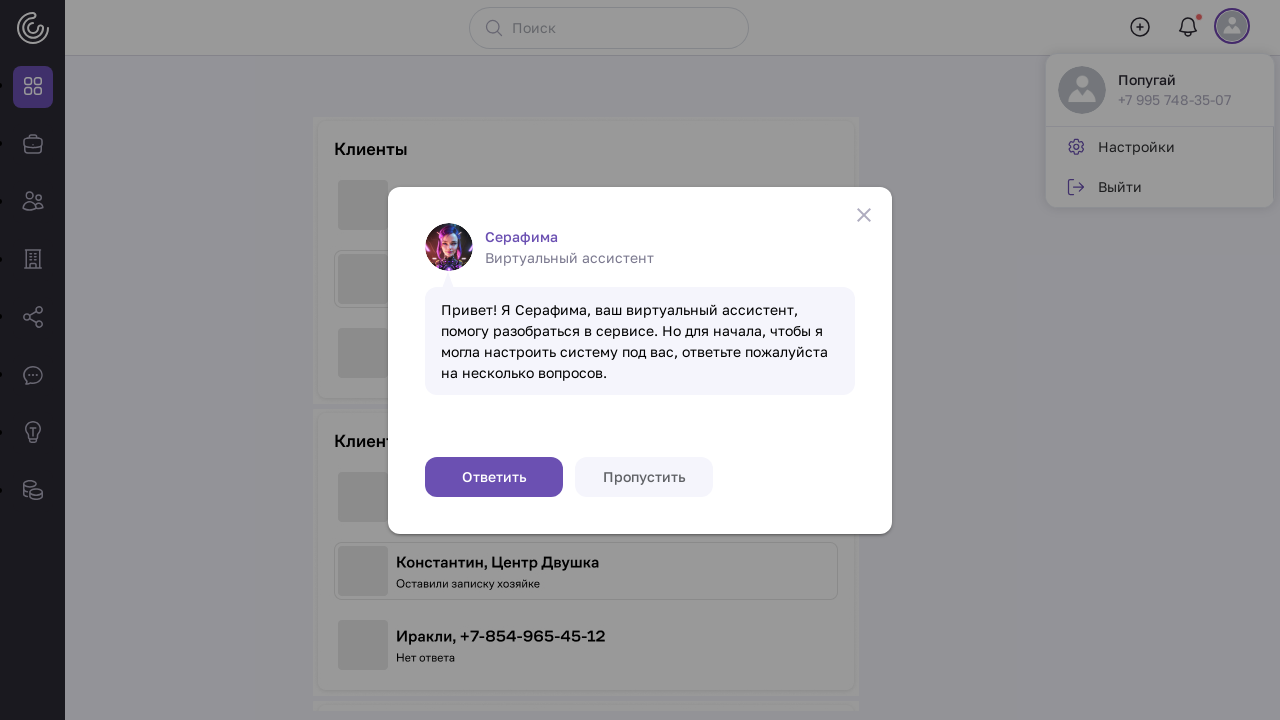 Поиск
Попугай
+7 995 748-35-07
Настройки
Выйти
Клиенты
Серафима
Виртуальный ассистент
Привет! Я Серафима, ваш виртуальный ассистент,
помогу разобраться в сервисе. Но для начала, чтобы я
могла настроить систему под вас, ответьте пожалуйста
на несколько вопросов.
Ответить
Пропустить
Константин, Центр Двушка
Оставили записку хозяйке
Иракли, +7-854-965-45-12
Нет ответа